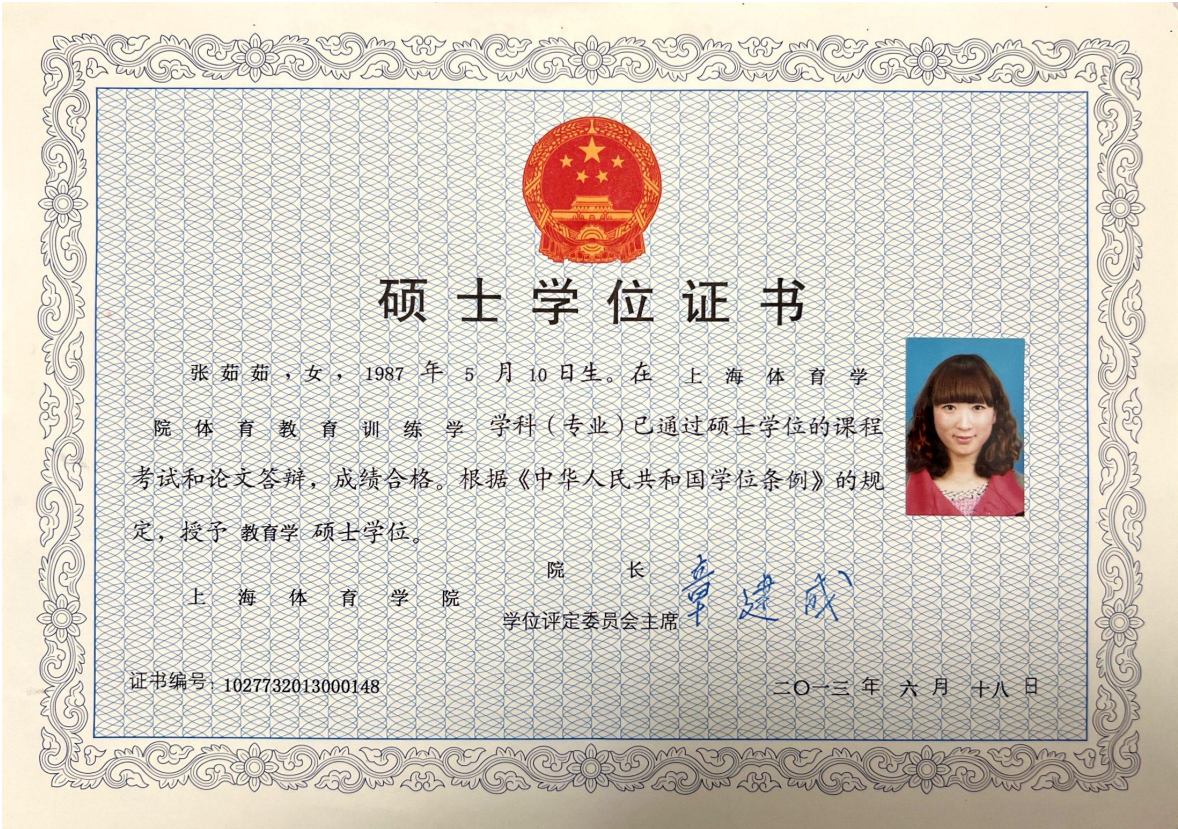 硕士学位证书
张茹茹，女，1987 年 5 月 10 日生。在 上海体育学
院体育教育训练学 学科（专业）已通过硕士学位的课程
考试和论文答辩，成绩合格。根据《中华人民共和国学位条例》的规
定，授予 教育学 硕士学位。
院长 章建成
上海体育学院
学位评定委员会主席
证书编号：1027732013000148
二〇一三年 六月 十八日